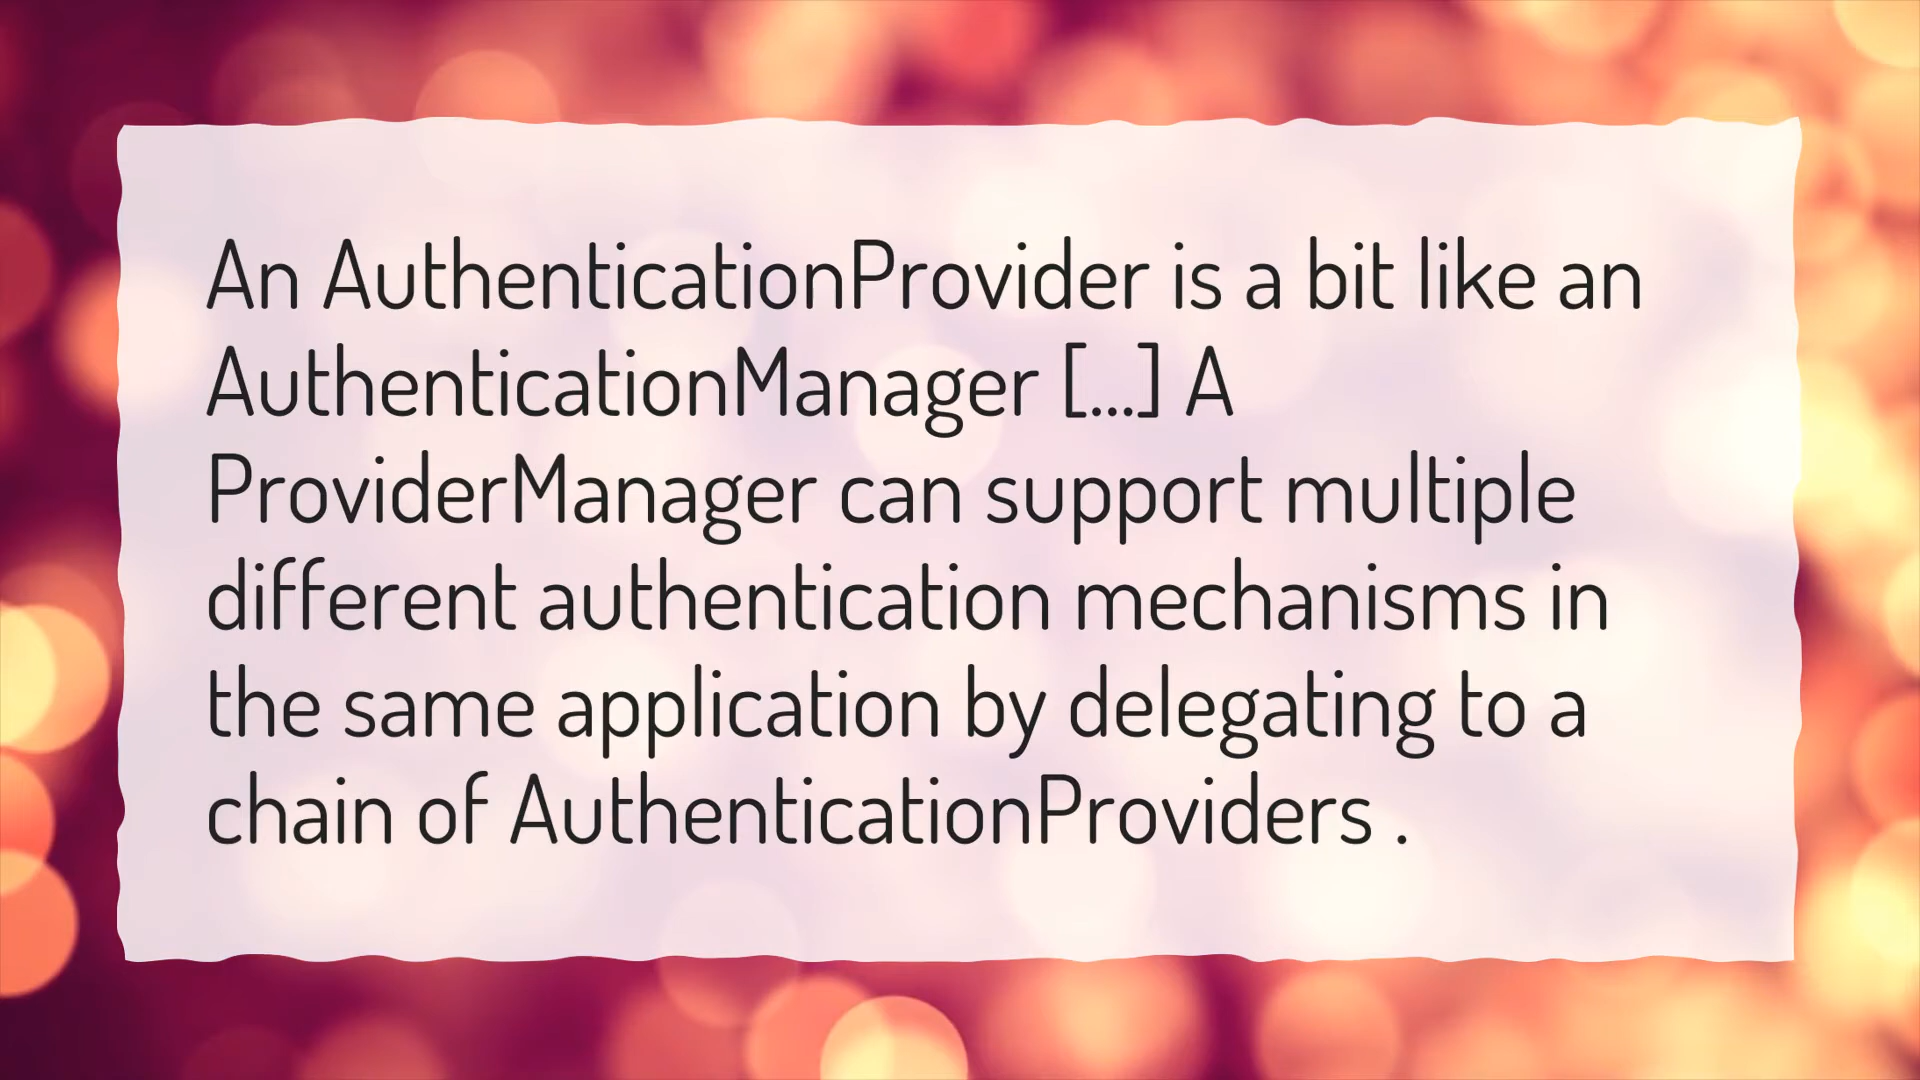 An AuthenticationProvider is a bit like an
AuthenticationManager [...] A
ProviderManager can support multiple
different authentication mechanisms in
the same application by delegating to a
chain of AuthenticationProviders .